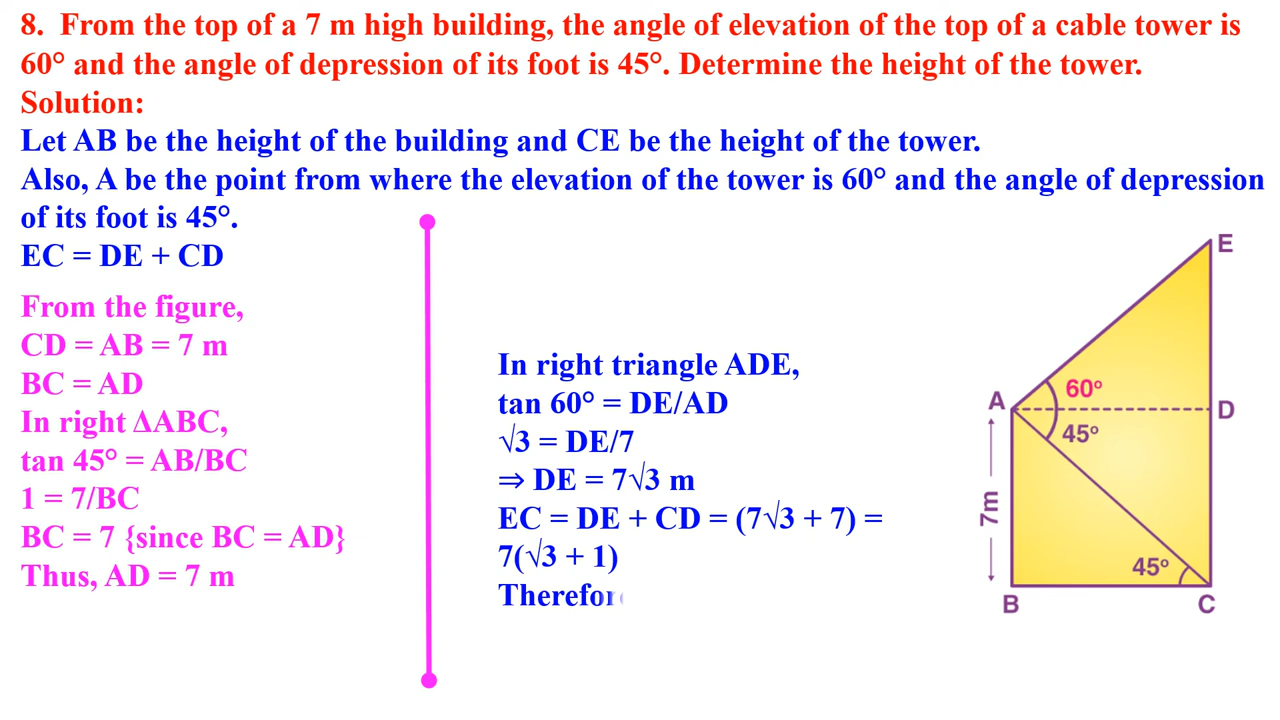 8. From the top of a 7 m high building, the angle of elevation of the top of a cable tower is
60° and the angle of depression of its foot is 45°. Determine the height of the tower.
Solution:
Let AB be the height of the building and CE be the height of the tower.
Also, A be the point from where the elevation of the tower is 60° and the angle of depression
of its foot is 45°.
EC = DE + CD
From the figure,
CD = AB = 7 m
BC = AD
In right ΔABC,
tan 45° = AB/BC
1 = 7/BC
BC = 7 {since BC = AD}
Thus, AD = 7 m
In right triangle ADE,
tan 60° = DE/AD
√3 = DE/7
⇒ DE = 7√3 m
EC = DE + CD = (7√3 + 7) =
7(√3 + 1)
E
A
60°
D
45°
7m
45°
B
C